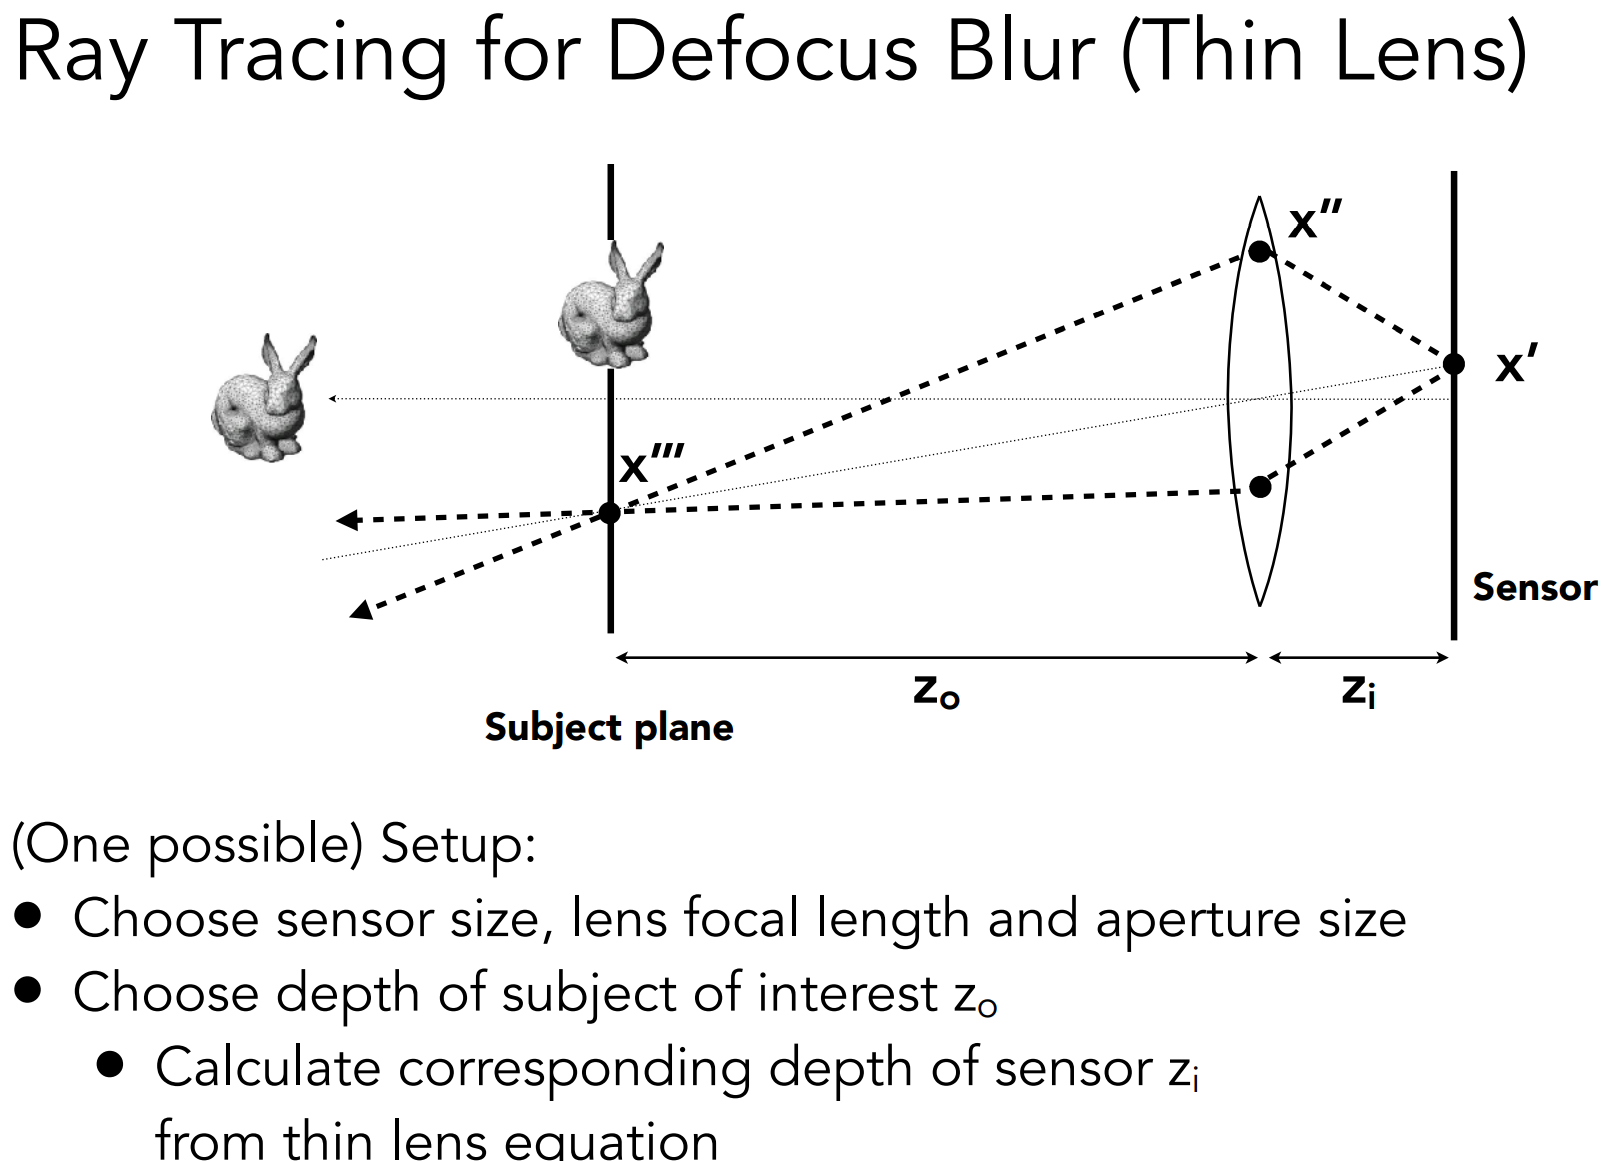 Ray Tracing for Defocus Blur (Thin Lens)
x″
x′
x‴
Sensor
zₒ
zᵢ
Subject plane
(One possible) Setup:
• Choose sensor size, lens focal length and aperture size
• Choose depth of subject of interest zₒ
• Calculate corresponding depth of sensor zᵢ
from thin lens equation